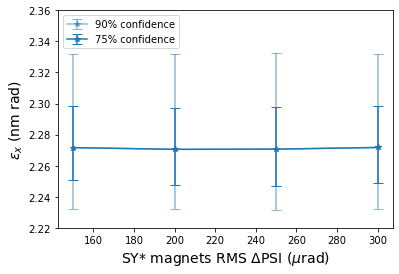 2.36
2.34
2.32
2.30
2.28
2.26
2.24
2.22
εx (nm rad)
90% confidence
75% confidence
160 180 200 220 240 260 280 300
SY* magnets RMS ΔPSI (μrad)